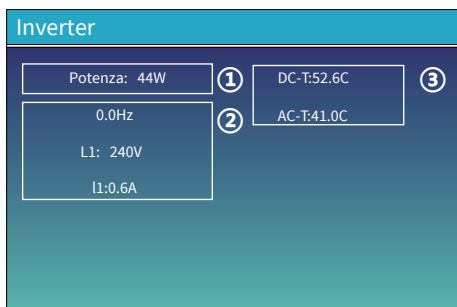 Inverter
Potenza: 44W
①
0.0Hz
②
L1: 240V
l1:0.6A
DC-T:52.6C
③
AC-T:41.0C